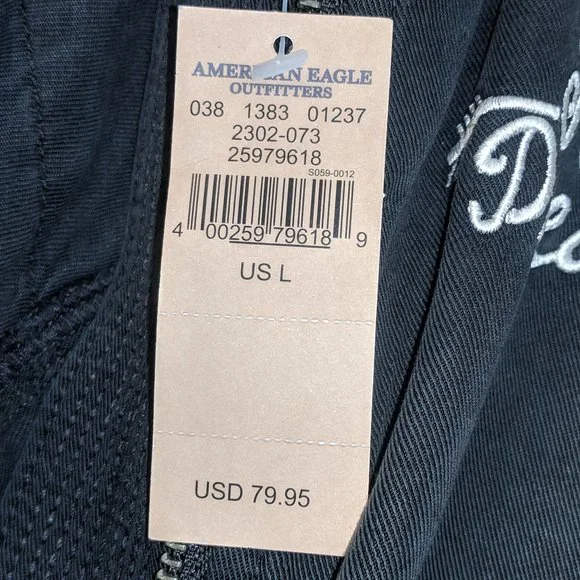 AMERICAN EAGLE
OUTFITTERS
038 1383 01237
2302-073
25979618
S059-0012
4 00259 79618 9
US L
USD 79.95